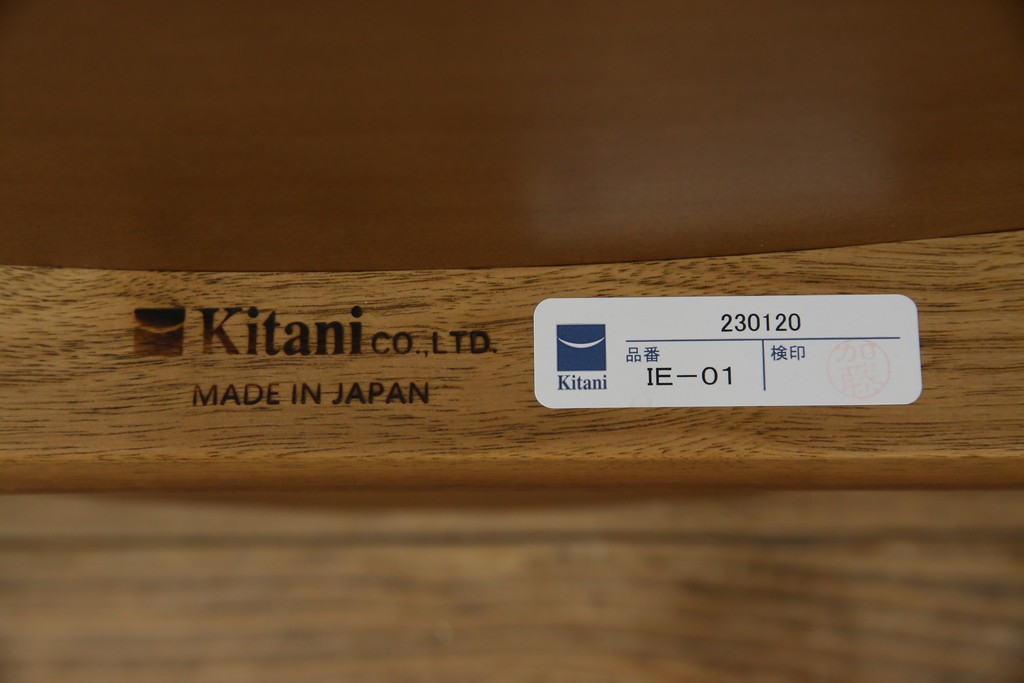 Kitani CO.,LTD.
MADE IN JAPAN
230120
品番
IE-01
検印
Kitani